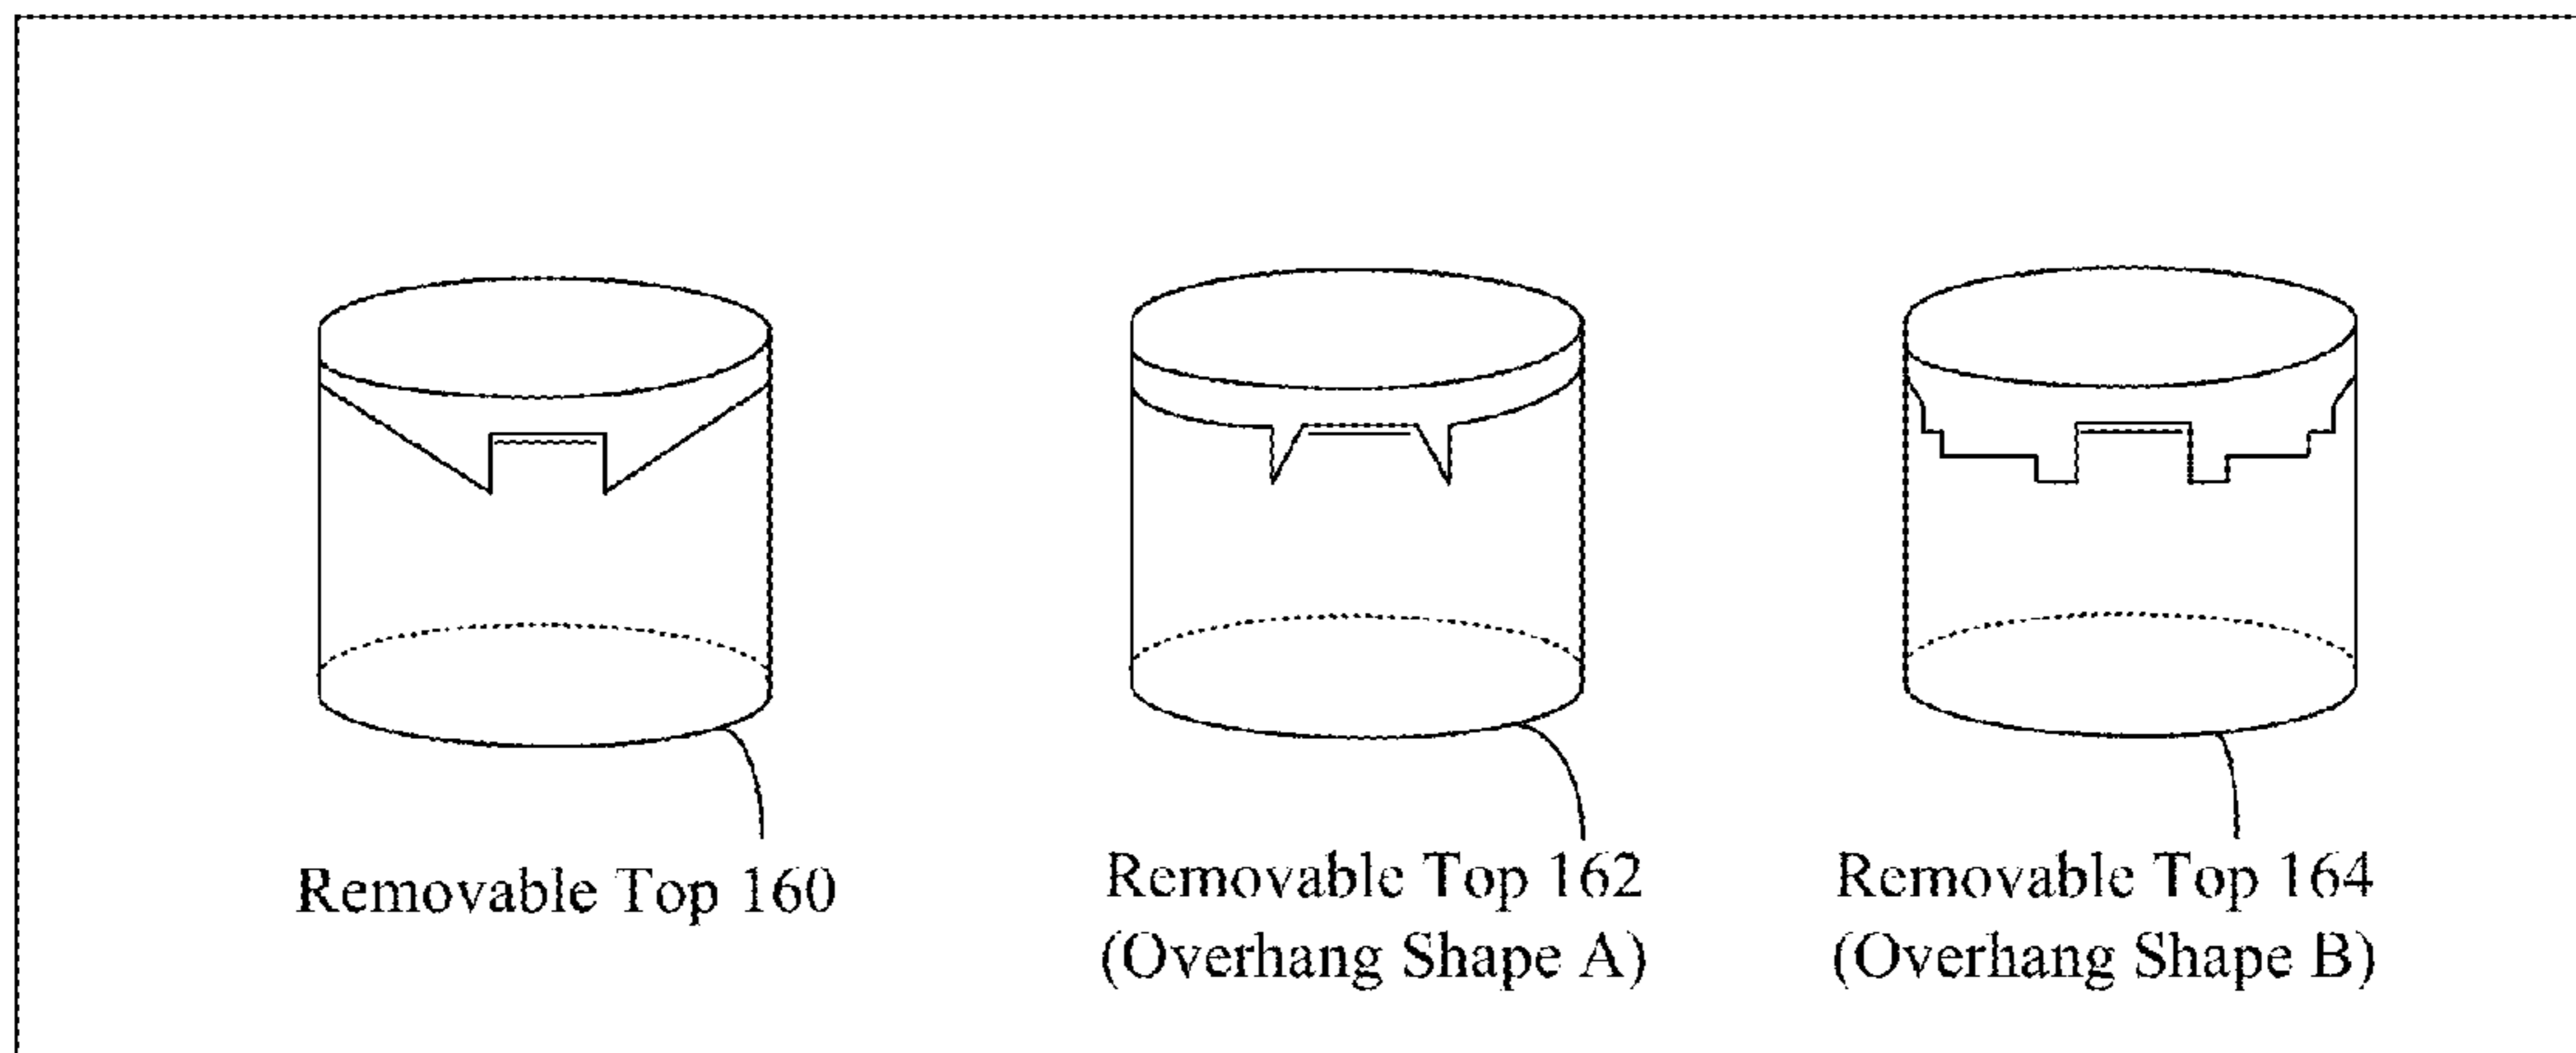 Removable Top 160
Removable Top 162
(Overhang Shape A)
Removable Top 164
(Overhang Shape B)